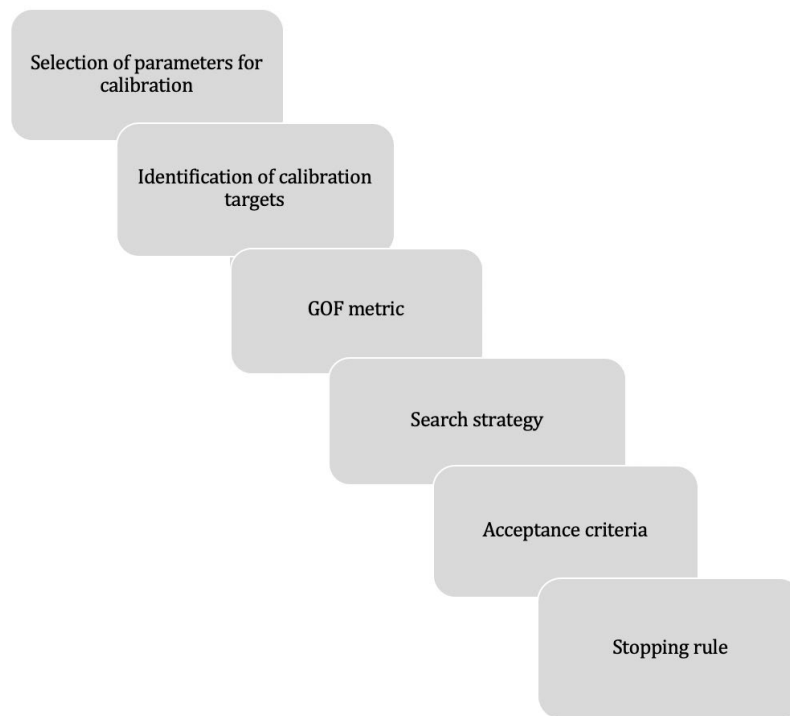 Selection of parameters for
calibration
Identification of calibration
targets
GOF metric
Search strategy
Acceptance criteria
Stopping rule